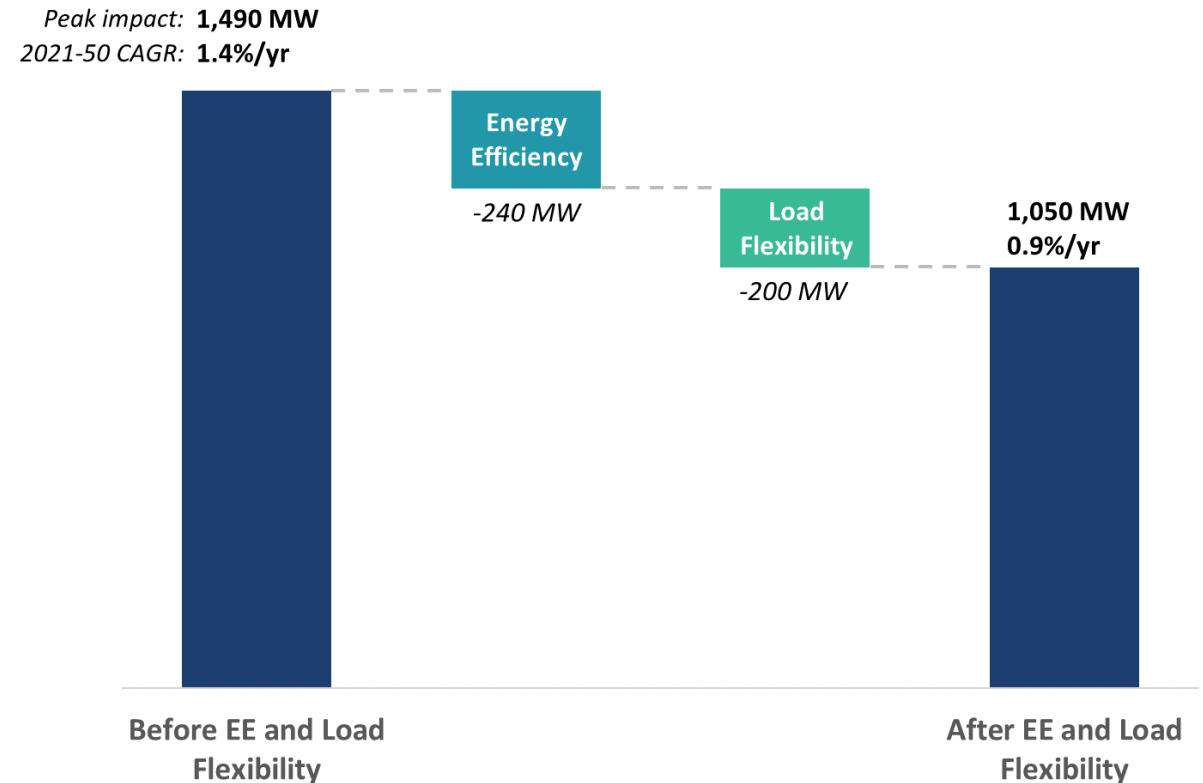 Peak impact: 1,490 MW
2021-50 CAGR: 1.4%/yr
Energy
Efficiency
-240 MW
Load
Flexibility
-200 MW
1,050 MW
0.9%/yr
Before EE and Load
Flexibility
After EE and Load
Flexibility